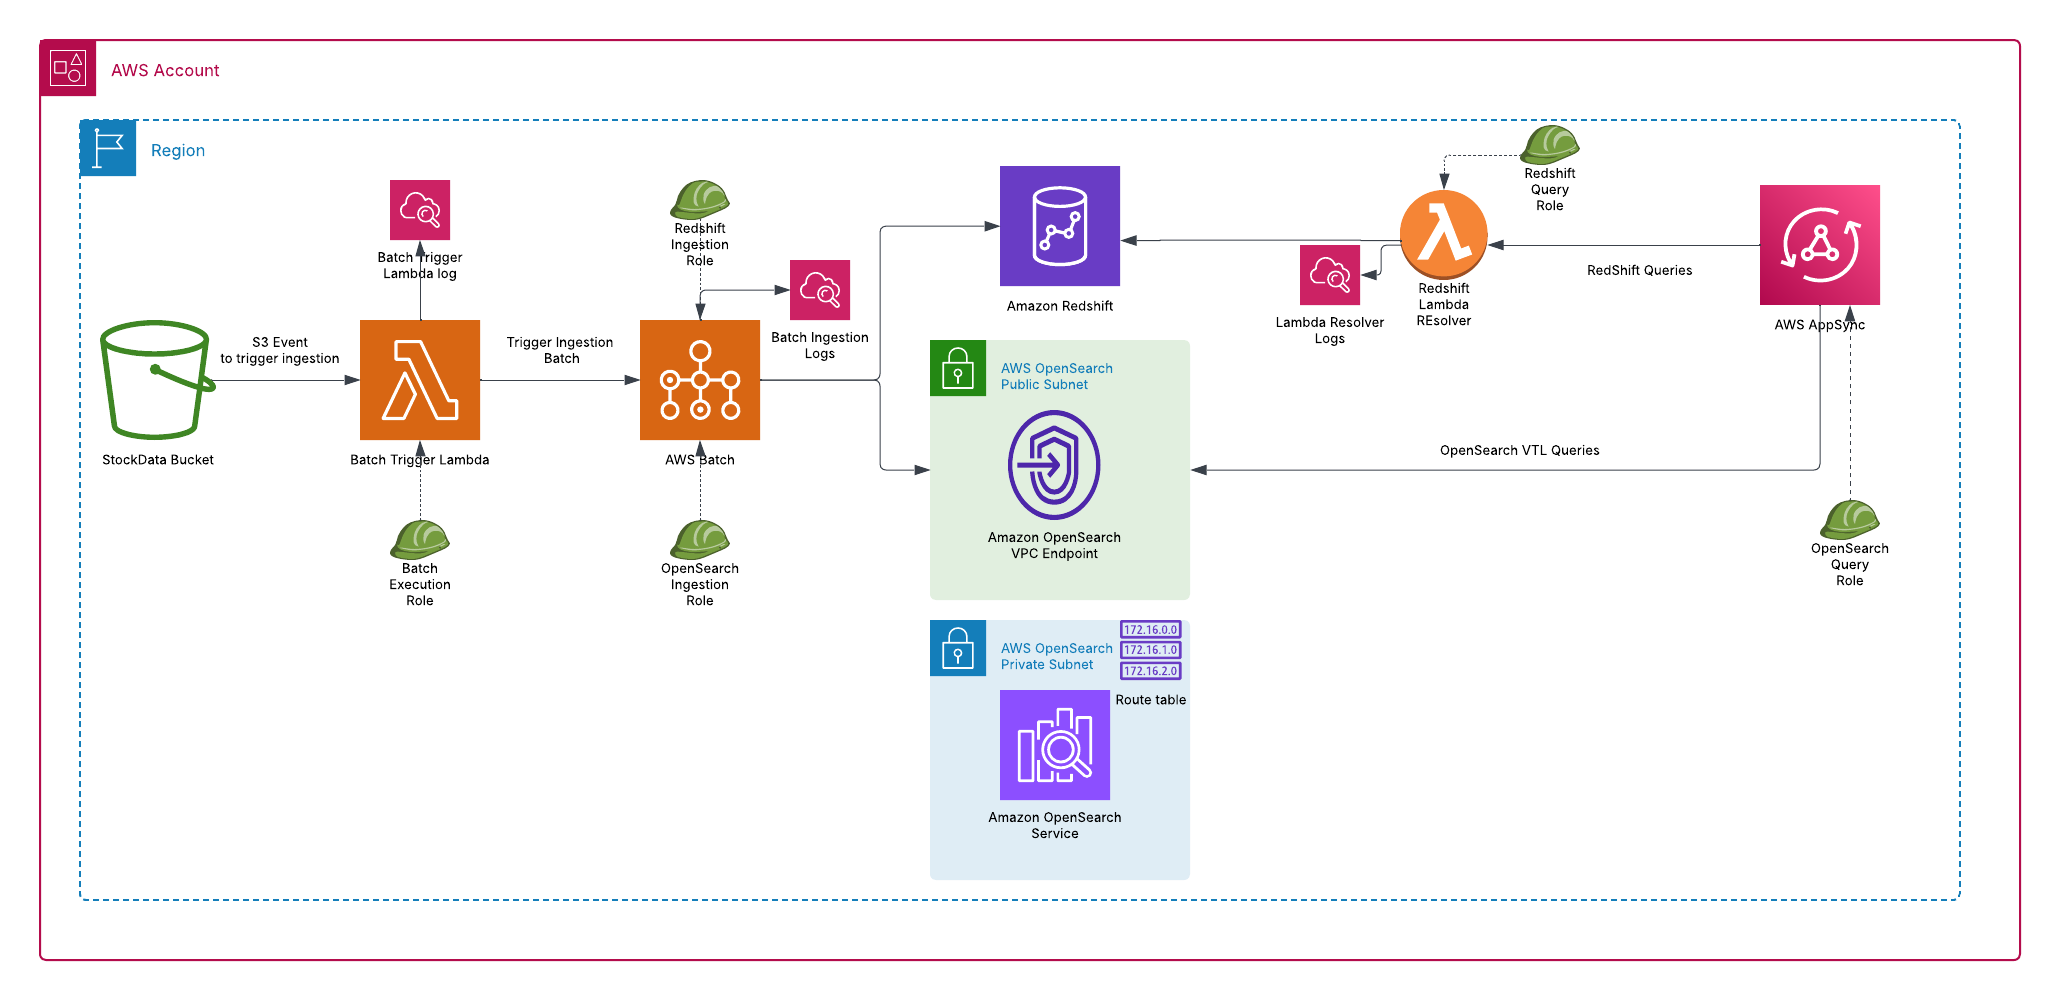 AWS Account
Region
Batch Trigger
Lambda log
Redshift
Ingestion
Role
Batch Ingestion
Logs
S3 Event
to trigger ingestion
Trigger Ingestion
Batch
StockData Bucket
Batch Trigger Lambda
AWS Batch
Batch
Execution
Role
OpenSearch
Ingestion
Role
Amazon Redshift
Redshift
Query
Role
Lambda Resolver
Logs
Redshift
Lambda
REsolver
RedShift Queries
AWS AppSync
AWS OpenSearch
Public Subnet
Amazon OpenSearch
VPC Endpoint
OpenSearch VTL Queries
OpenSearch
Query
Role
AWS OpenSearch
Private Subnet
172.16.0.0
172.16.1.0
172.16.2.0
Route table
Amazon OpenSearch
Service